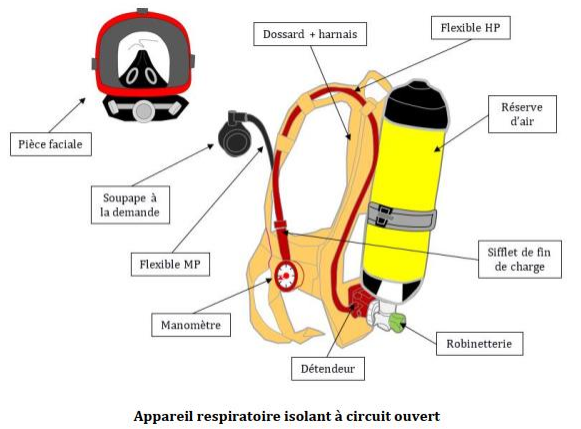 Flexible HP
Dossard + harnais
Réserve
d'air
Pièce faciale
Soupape à
la demande
Flexible MP
Sifflet de fin
de charge
Manomètre
Robinetterie
Détendeur
Appareil respiratoire isolant à circuit ouvert